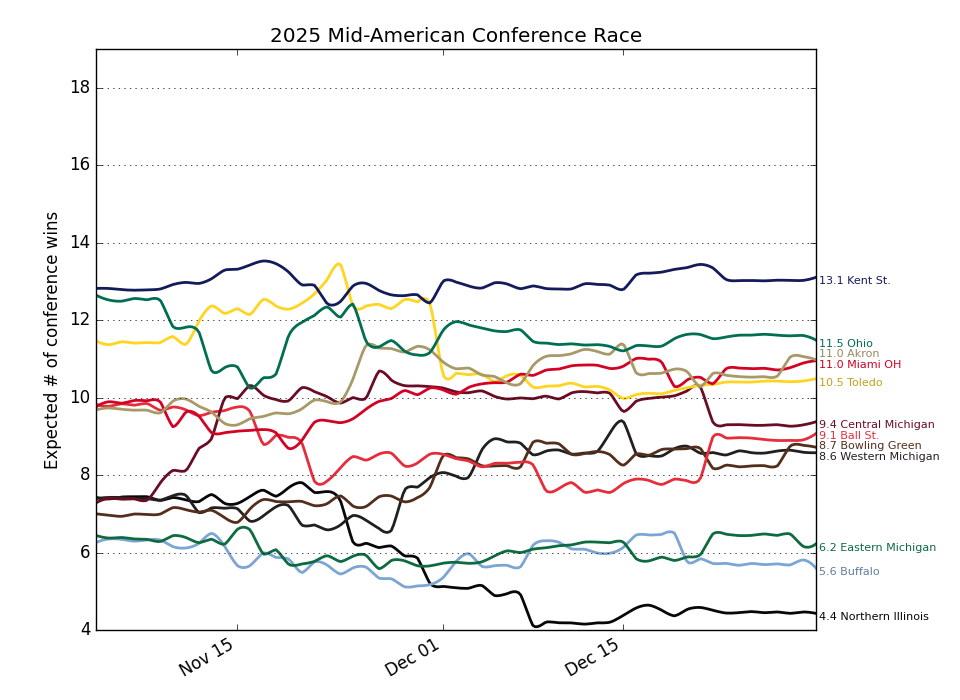 2025 Mid-American Conference Race
Expected # of conference wins
18
16
14
12
10
8
6
4
Nov 15
Dec 01
Dec 15
13.1 Kent St.
11.5 Ohio
11.0 Akron
11.0 Miami OH
10.5 Toledo
9.4 Central Michigan
9.1 Ball St.
8.7 Bowling Green
8.6 Western Michigan
6.2 Eastern Michigan
5.6 Buffalo
4.4 Northern Illinois